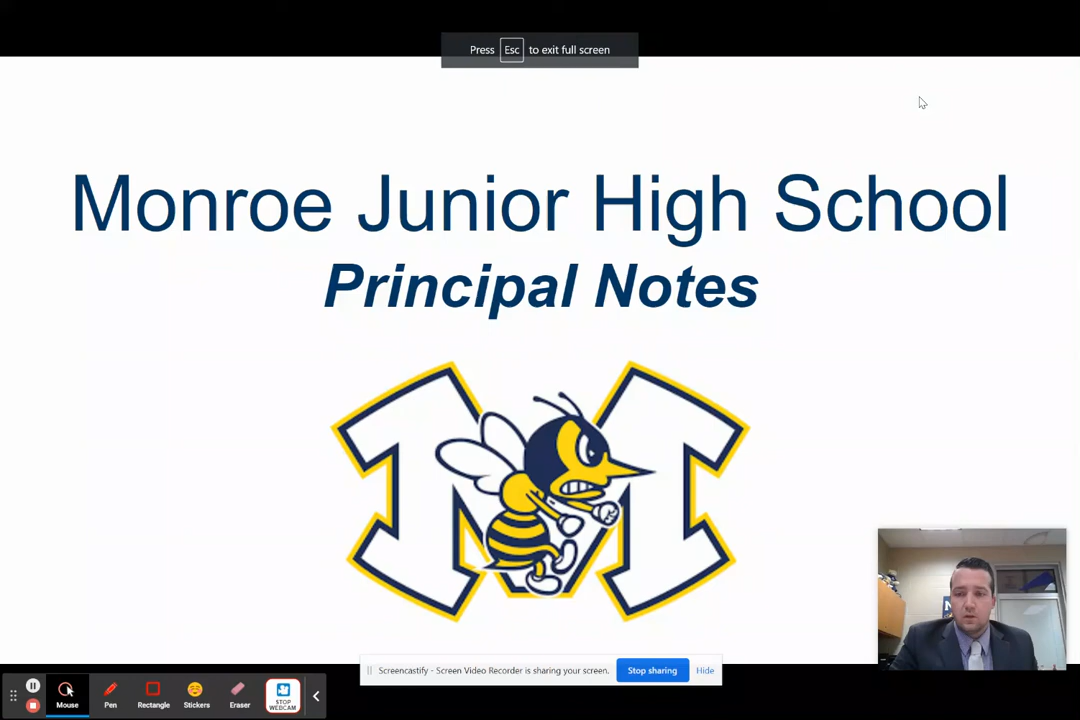 Press Esc to exit full screen
Monroe Junior High School
Principal Notes
M
Screencastify - Screen Video Recorder is sharing your screen. Stop sharing Hide
Mouse Pen Rectangle Stickers Eraser STOP WEBCAM